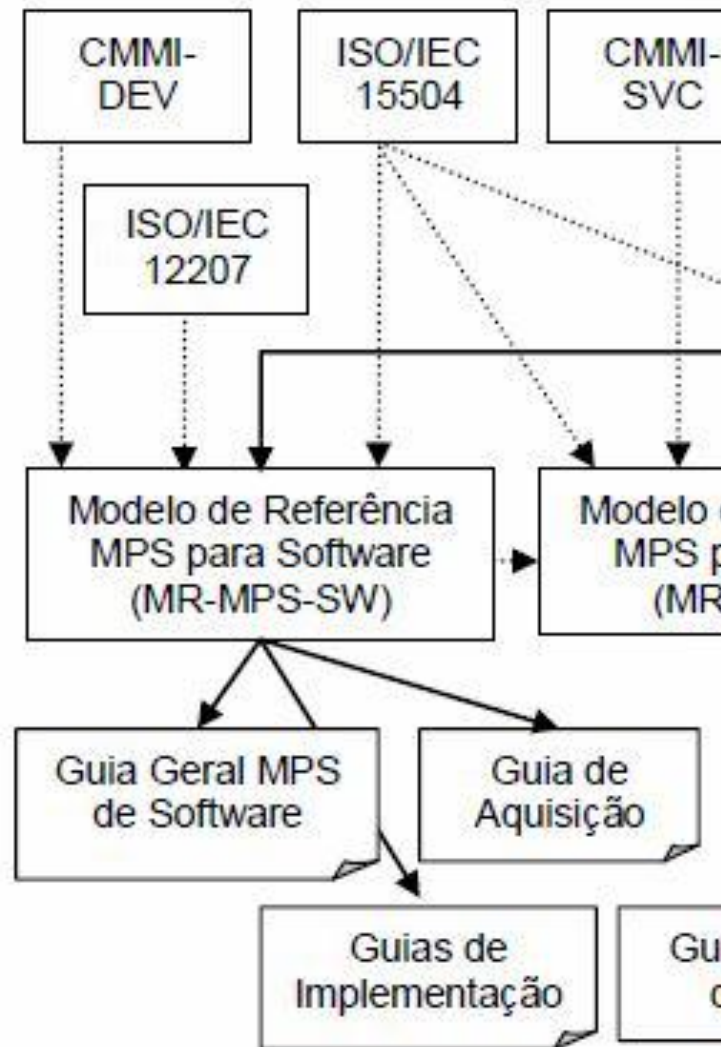 CMMI-
DEV
ISO/IEC
15504
CMMI-
SVC
ISO/IEC
12207
Modelo de Referência
MPS para Software
(MR-MPS-SW)
Modelo
MPS
(MR
Guia Geral MPS
de Software
Guia de
Aquisição
Guias de
Implementação